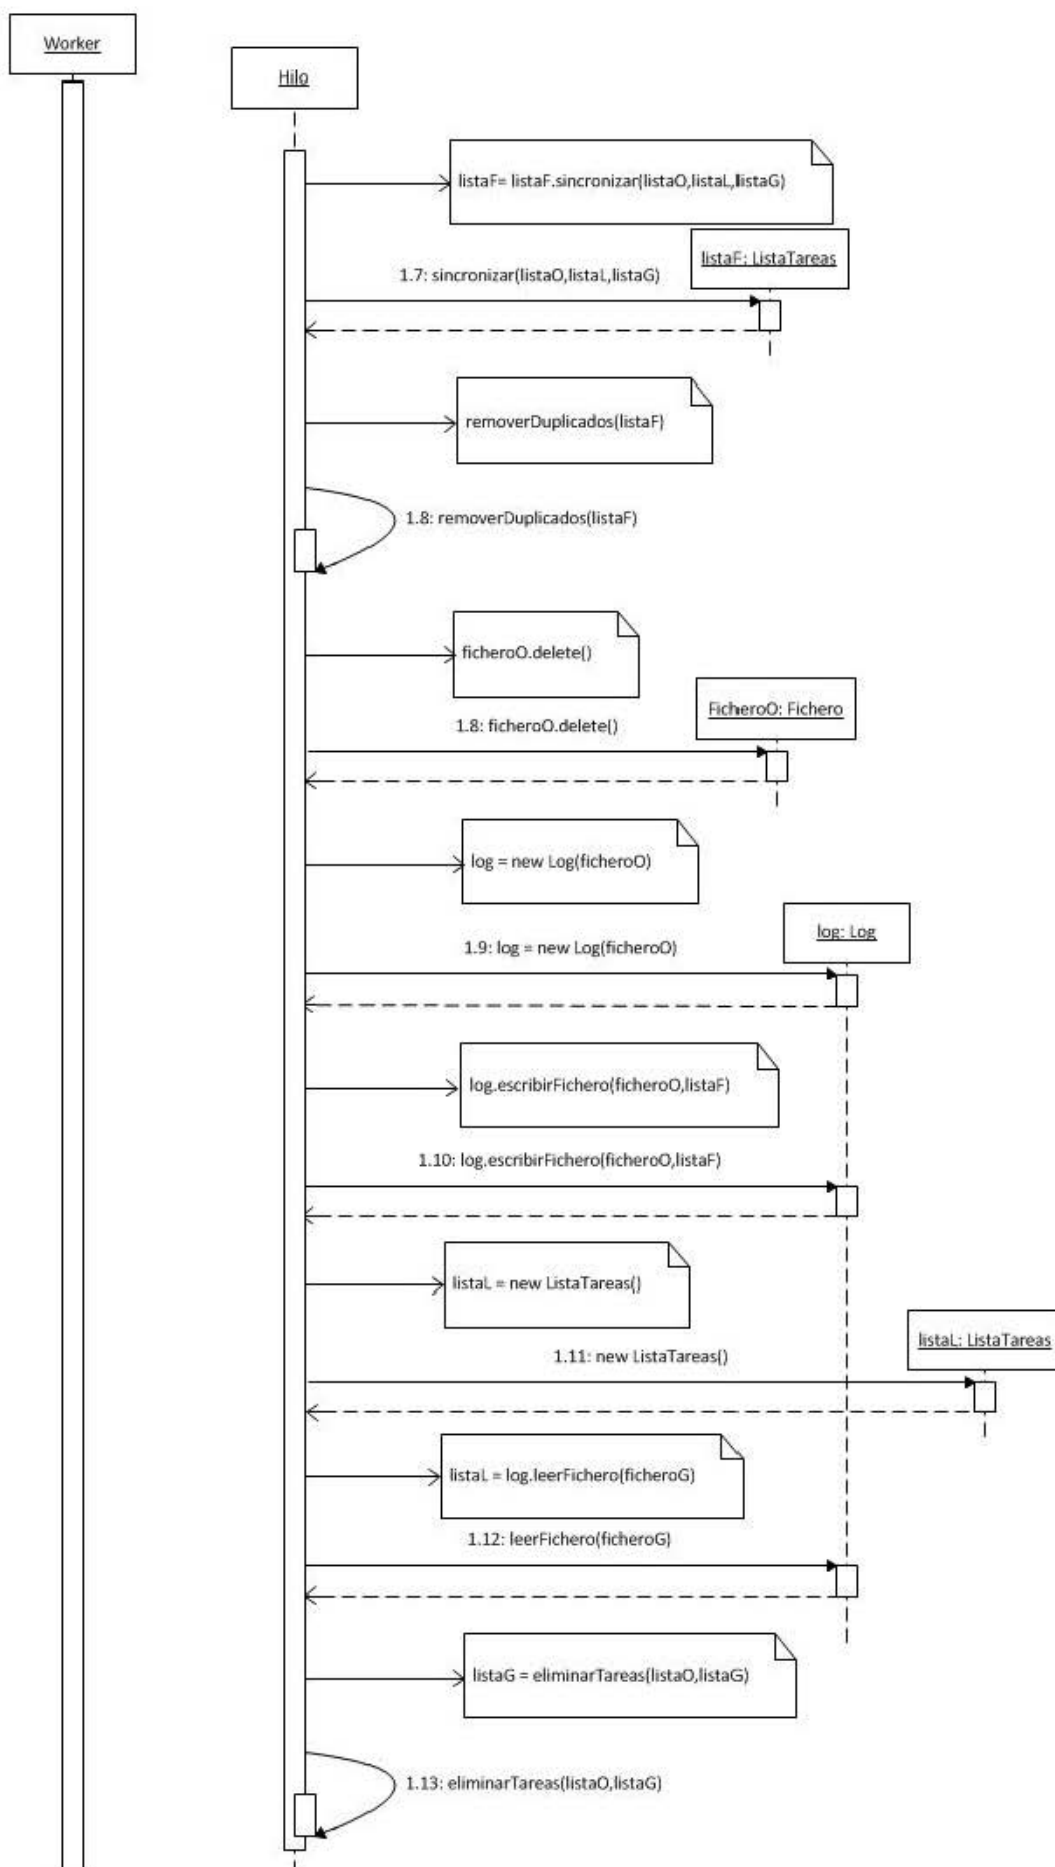 Worker
Hilo
listaF= listaF.sincronizar(listaO,listaL,listaG)
listaF: ListaTareas
1.7: sincronizar(listaO,listaL,listaG)
removerDuplicados(listaF)
1.8: removerDuplicados(listaF)
ficheroO.delete()
FicheroO: Fichero
1.8: ficheroO.delete()
log = new Log(ficheroO)
log: Log
1.9: log = new Log(ficheroO)
log.escribirFichero(ficheroO,listaF)
1.10: log.escribirFichero(ficheroO,listaF)
listaL = new ListaTareas()
listaL: ListaTareas
1.11: new ListaTareas()
listaL = log.leerFichero(ficheroG)
1.12: leerFichero(ficheroG)
listaG = eliminarTareas(listaO,listaG)
1.13: eliminarTareas(listaO,listaG)